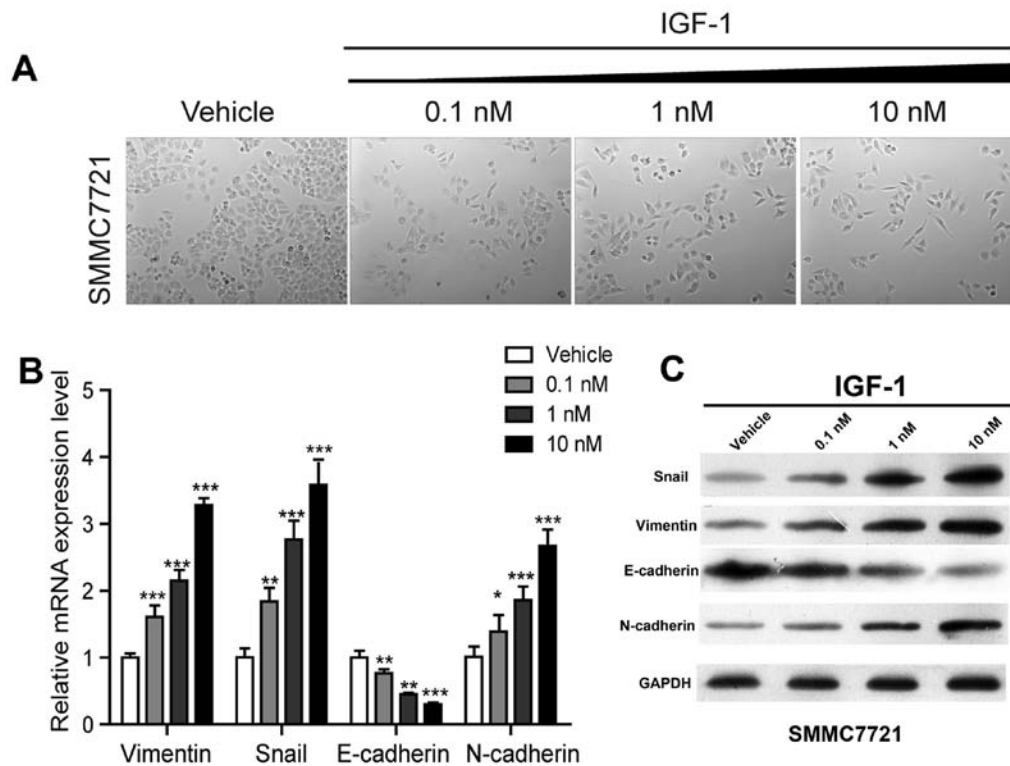 IGF-1
A
Vehicle 0.1 nM 1 nM 10 nM
SMMC7721
B
Relative mRNA expression level
5
4
3
2
1
0
Vehicle
0.1 nM
1 nM
10 nM
*** *** ***
** *** ***
** ** ***
* *** ***
Vimentin Snail E-cadherin N-cadherin
C
IGF-1
Vehicle 0.1 nM 1 nM 10 nM
Snail
Vimentin
E-cadherin
N-cadherin
GAPDH
SMMC7721